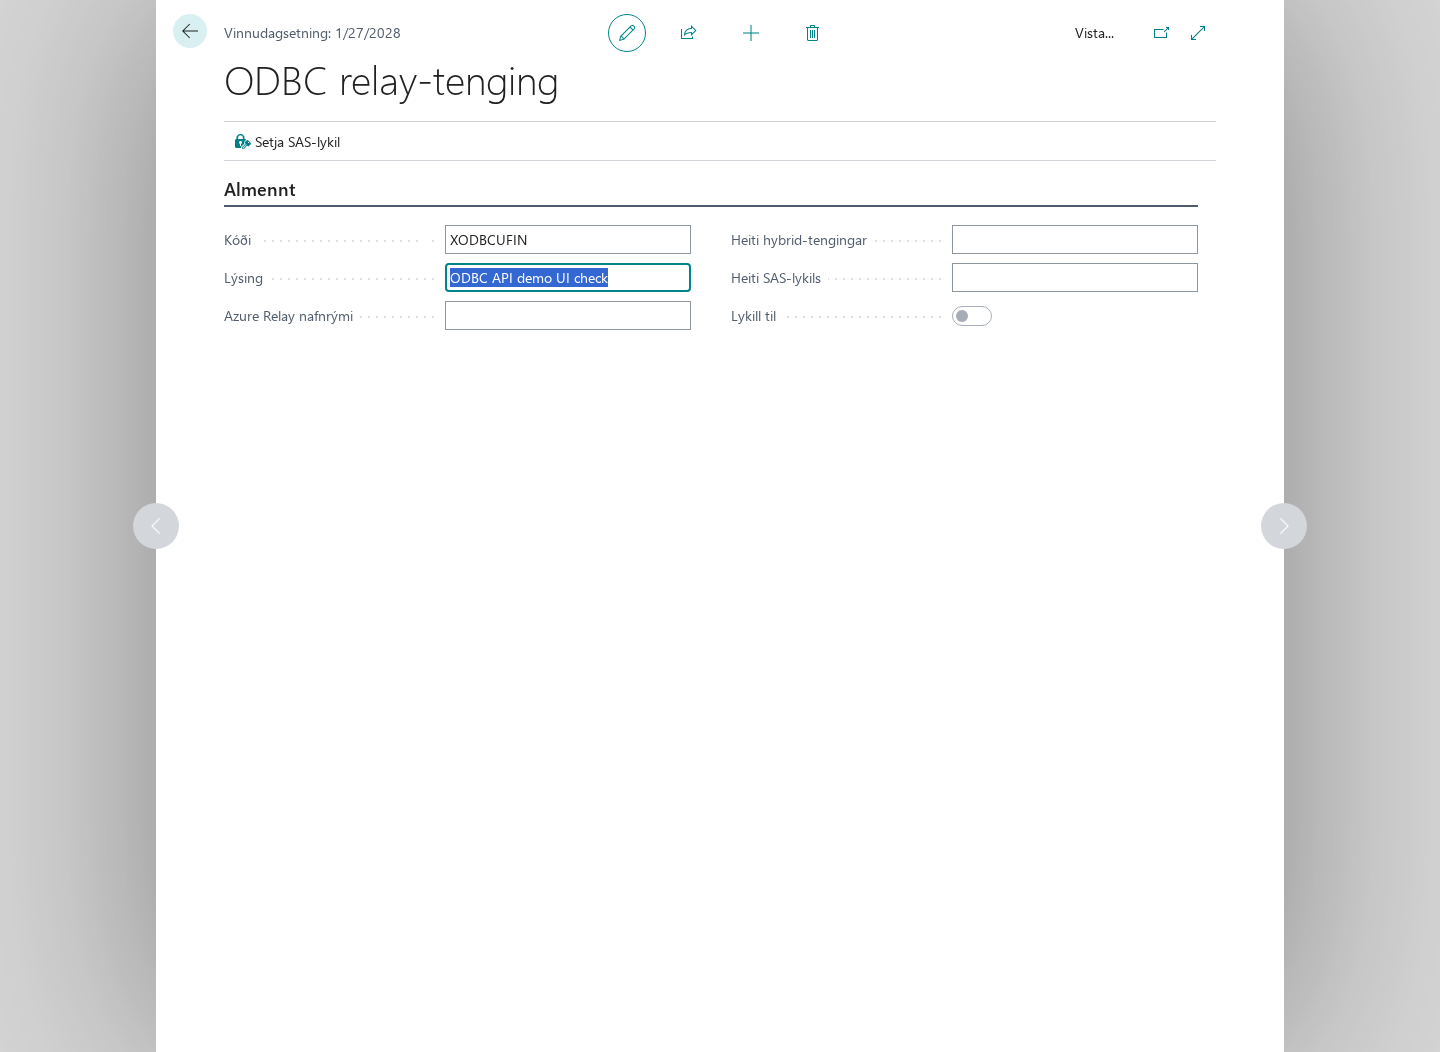 Vinnudagsetning: 1/27/2028
Vista...
ODBC relay-tenging
Setja SAS-lykil
Almennt
Kóði
XODBCUFIN
Heiti hybrid-tengingar
Lýsing
ODBC API demo UI check
Heiti SAS-lykils
Azure Relay nafnrými
Lykill til